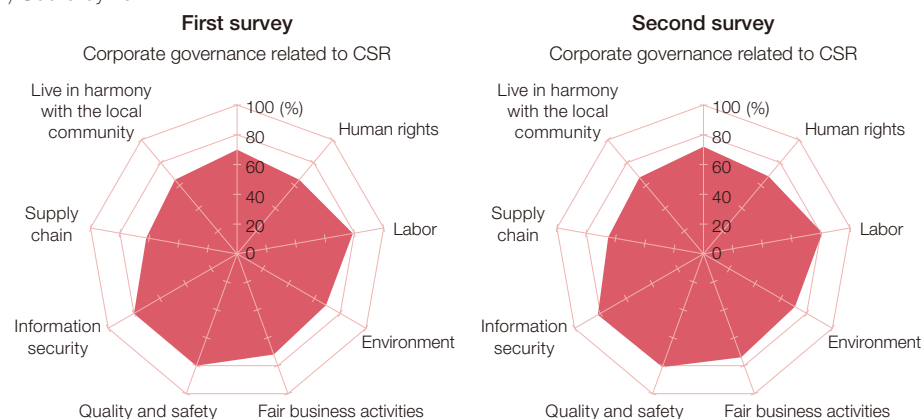 First survey
Corporate governance related to CSR
Live in harmony
with the local
community
100 (%)
80
60
40
20
0
Human rights
Supply
chain
Labor
Information
security
Environment
Quality and safety
Fair business activities
Second survey
Corporate governance related to CSR
Live in harmony
with the local
community
100 (%)
80
60
40
20
0
Human rights
Supply
chain
Labor
Information
security
Environment
Quality and safety
Fair business activities